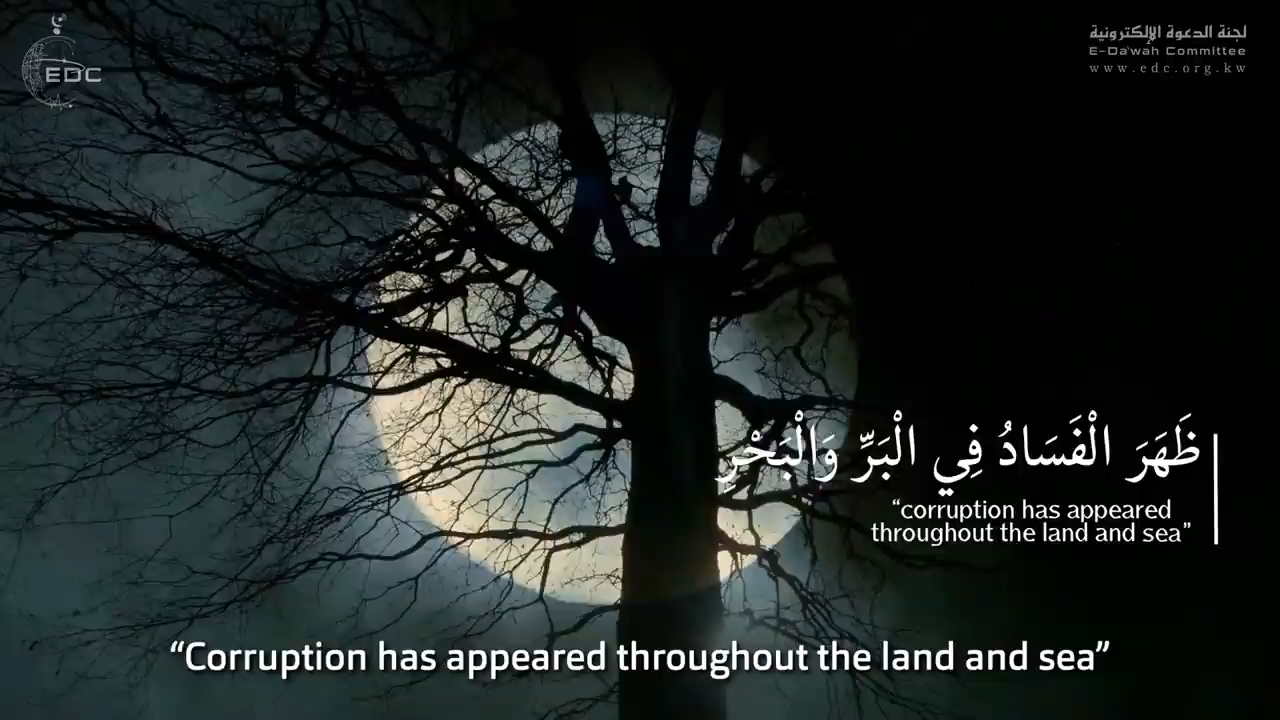 EDC
لجنة الدعوة الإلكترونية
E-Da'wah Committee
www.edc.org.kw
ظَهَرَ الْفَسَادُ فِي الْبَرِّ وَالْبَحْرِ
“corruption has appeared
throughout the land and sea”
“Corruption has appeared throughout the land and sea”